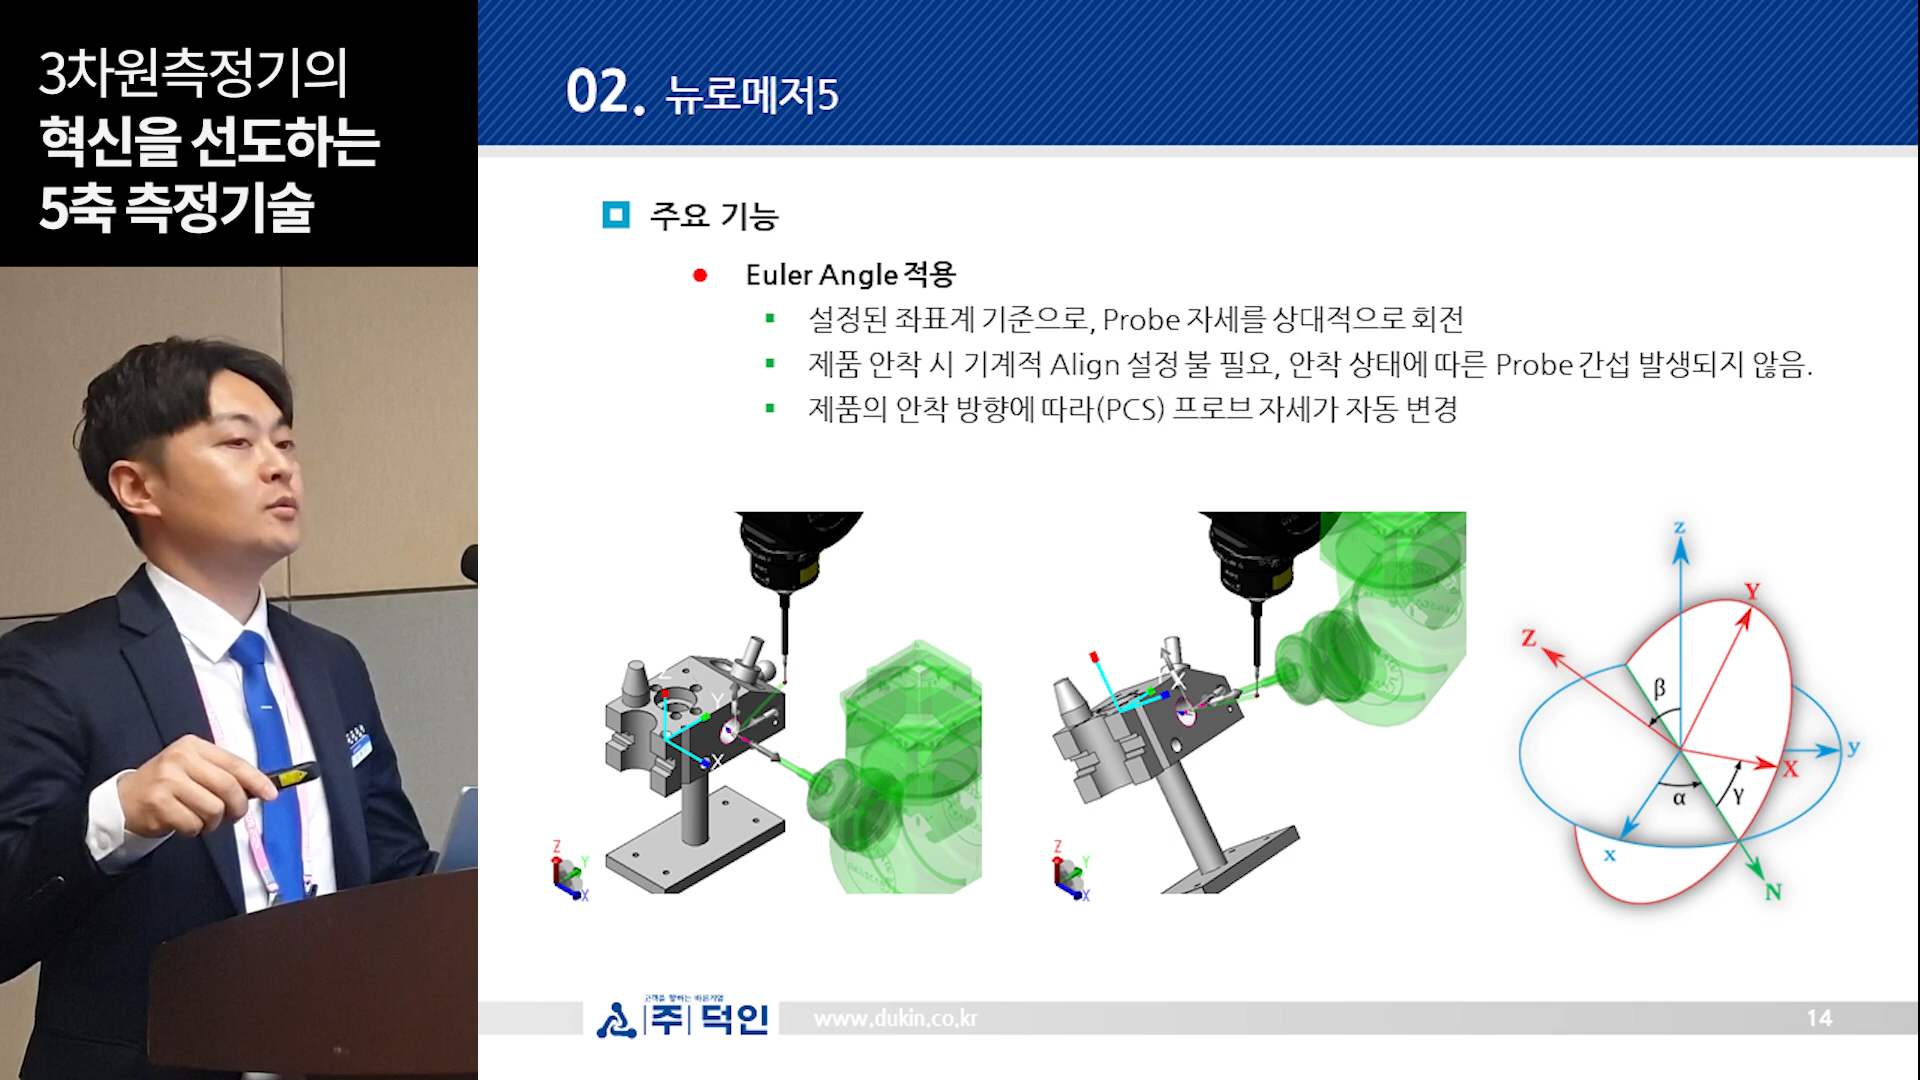 3차원측정기의
혁신을 선도하는
5축 측정기술
02. 뉴로메저5
주요 기능
Euler Angle 적용
설정된 좌표계 기준으로, Probe 자세를 상대적으로 회전
제품 안착 시 기계적 Align 설정 불 필요, 안착 상태에 따른 Probe 간섭 발생되지 않음.
제품의 안착 방향에 따라(PCS) 프로브 자세가 자동 변경
Z
Y
X
Z
Y
X
X
Z
Y
X
z
Y
Z
β
y
X
α
γ
x
N
고객을 향하는 바른기업
|주| 덕인
www.dukin.co.kr
14